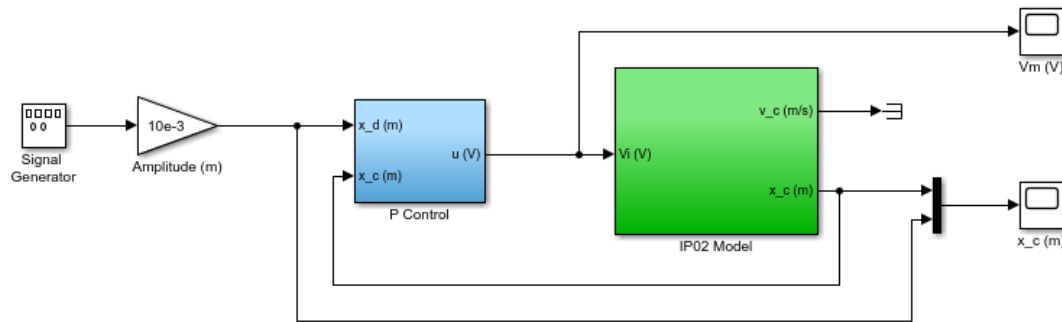 Signal
Generator
10e-3
Amplitude (m)
x_d (m)
x_c (m)
u (V)
P Control
Vi (V)
v_c (m/s)
x_c (m)
IP02 Model
Vm (V)
x_c (m)